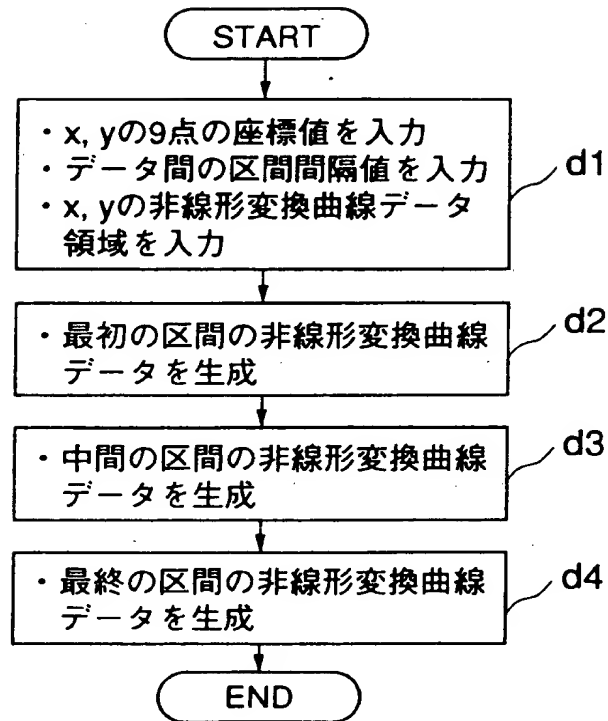 START
・x, yの9点の座標値を入力
・データ間の区間間隔値を入力
・x, yの非線形変換曲線データ
領域を入力
d1
・最初の区間の非線形変換曲線
データを生成
d2
・中間の区間の非線形変換曲線
データを生成
d3
・最終の区間の非線形変換曲線
データを生成
d4
END